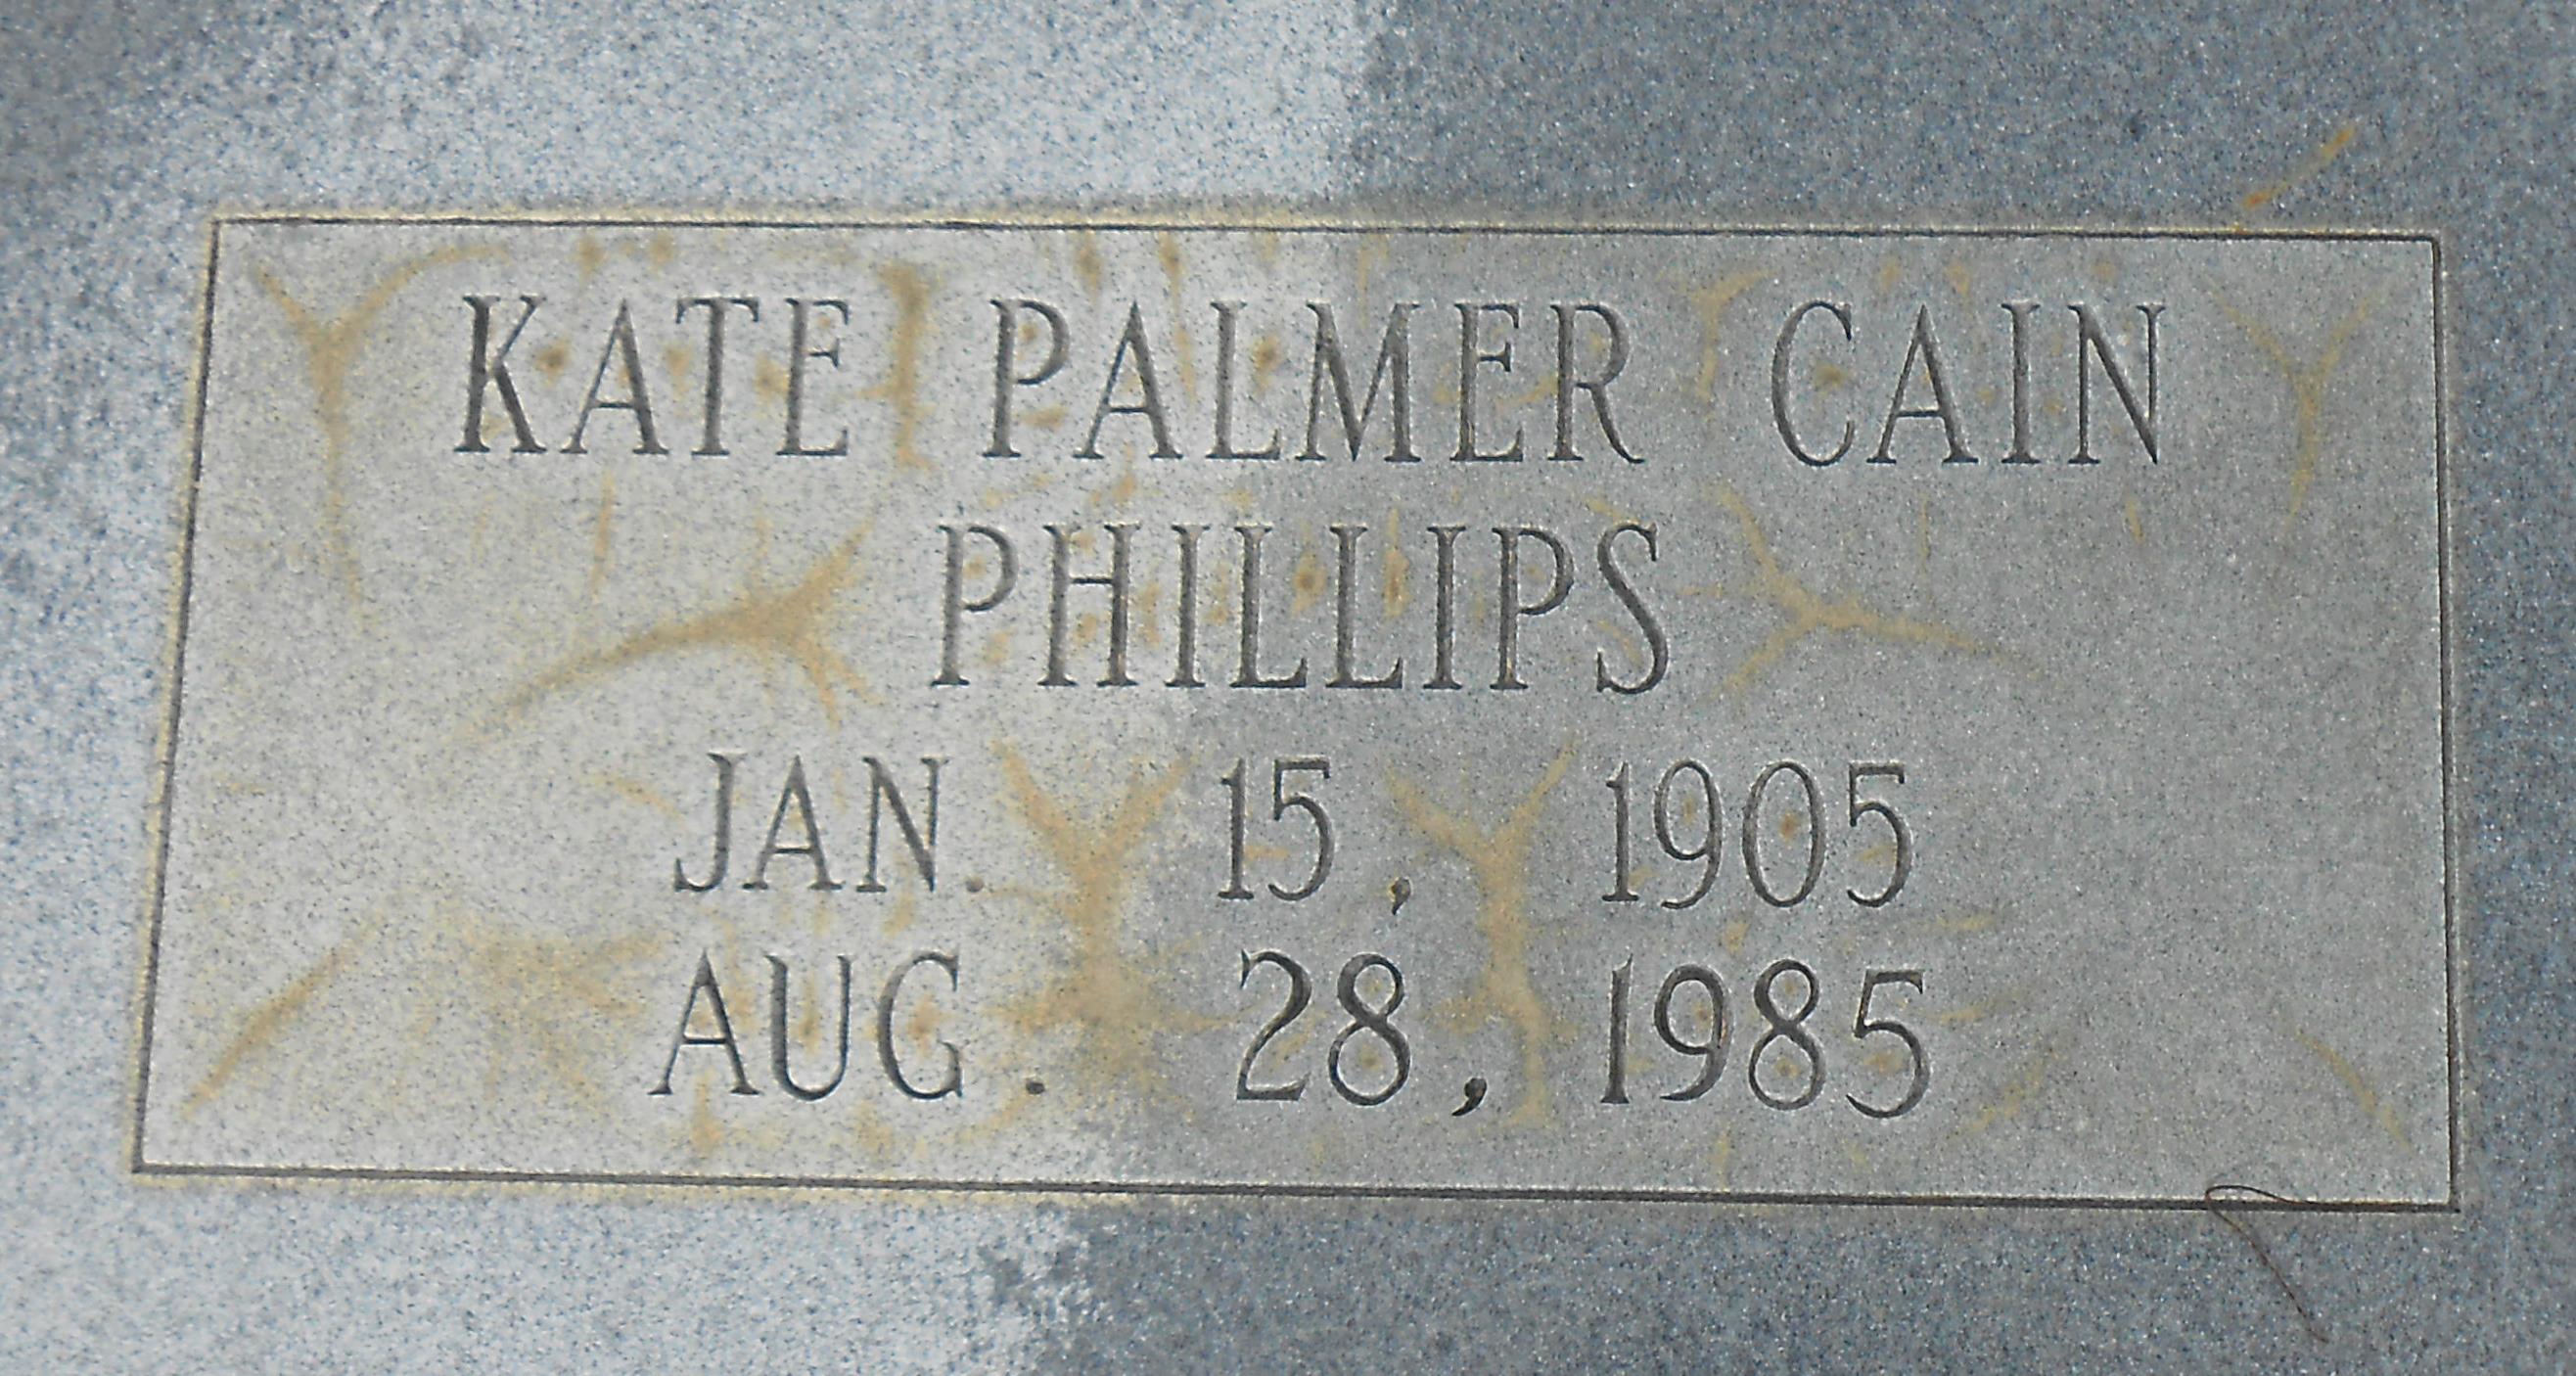 KATE PALMER CAIN
PHILLIPS
JAN. 15, 1905
AUG. 28, 1985